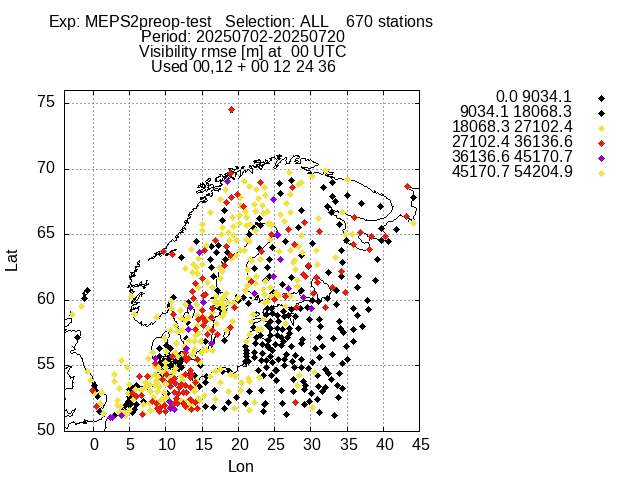 Exp: MEPS2preop-test   Selection: ALL    670 stations
Period: 20250702-20250720
Visibility rmse [m] at  00 UTC
Used 00,12 + 00 12 24 36
0.0 9034.1
9034.1 18068.3
18068.3 27102.4
27102.4 36136.6
36136.6 45170.7
45170.7 54204.9
75
70
65
60
55
50
Lat
0 5 10 15 20 25 30 35 40 45
Lon